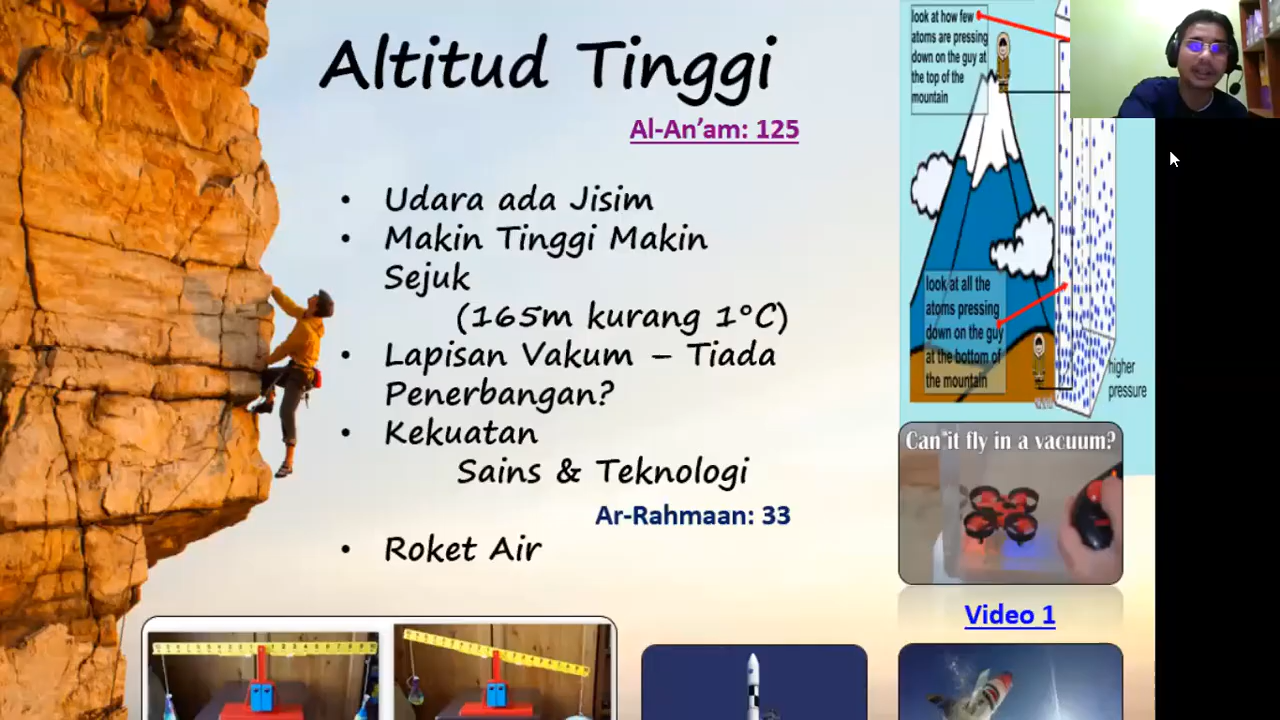 Altitud Tinggi
Al-An’am: 125
• Udara ada Jisim
• Makin Tinggi Makin
Sejuk
(165m kurang 1°C)
• Lapisan Vakum – Tiada
Penerbangan?
• Kekuatan
Sains & Teknologi
Ar-Rahmaan: 33
• Roket Air
look at how few
atoms are pressing
down on the guy at
the top of the
mountain
look at all the
atoms pressing
down on the guy
at the bottom of
the mountain
higher
pressure
Can it fly in a vacuum?
Video 1